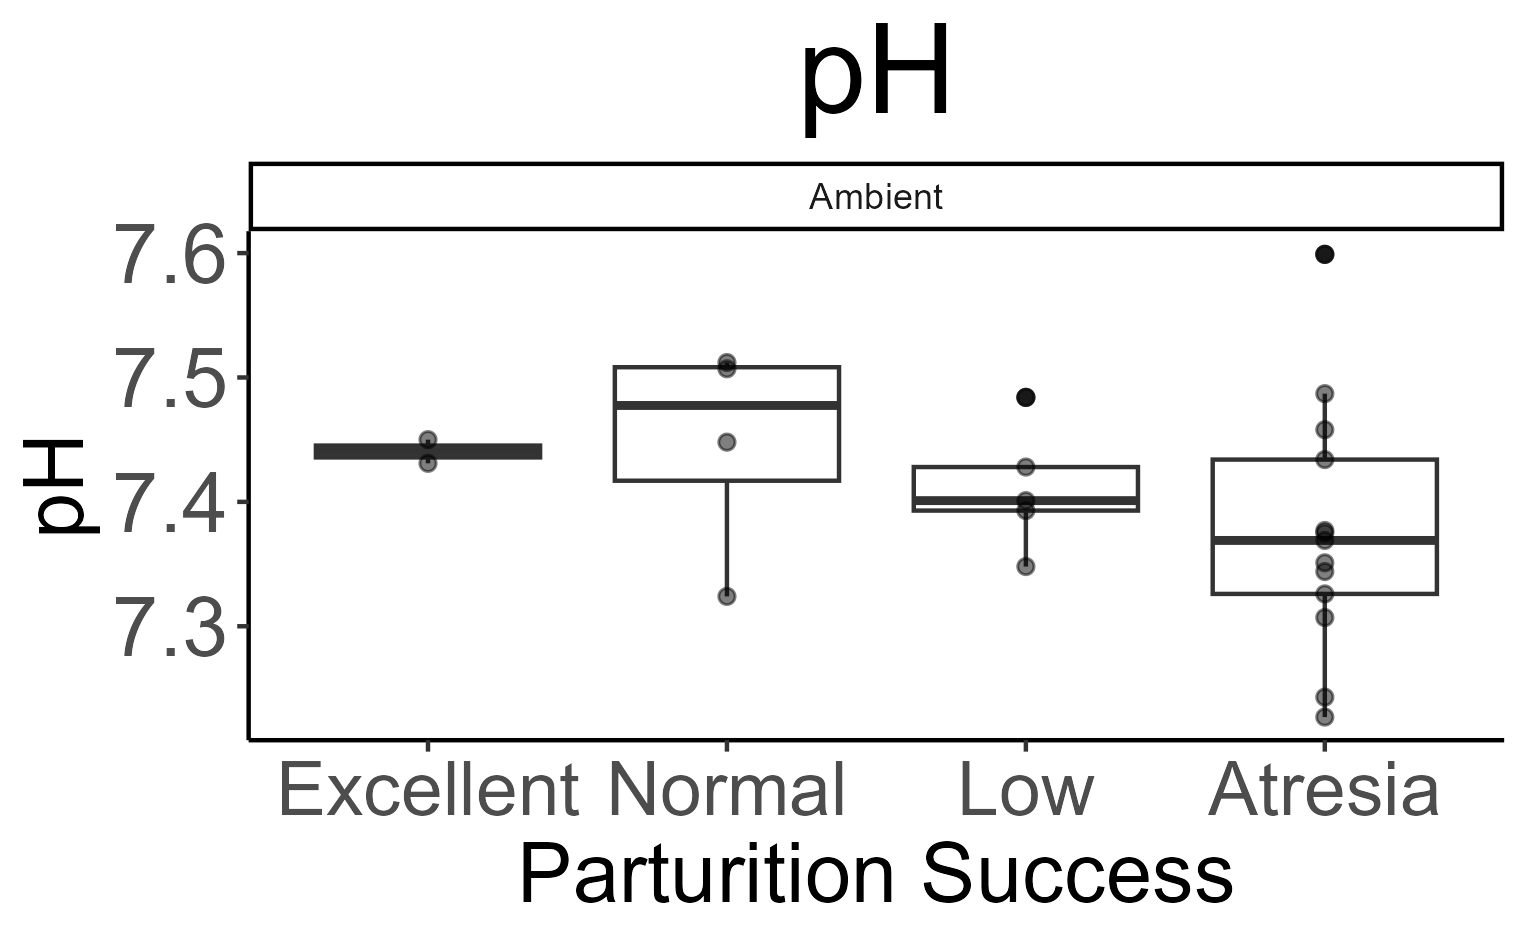 pH
Ambient
7.6
7.5
7.4
7.3
pH
Excellent Normal Low Atresia
Parturition Success